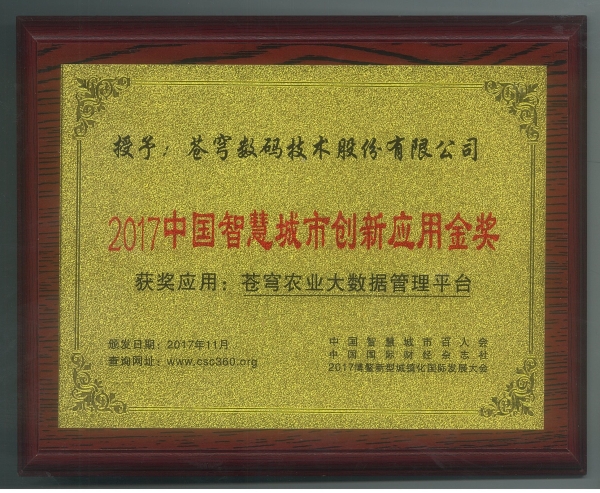 授予：苍穹数码技术股份有限公司
2017中国智慧城市创新应用金奖
获奖应用：苍穹农业大数据管理平台
颁发日期：2017年11月
查询网址：www.csc360.org
中国智慧城市召人会
中国国际财经杂志社
2017博鳌新型城镇化国际发展大会